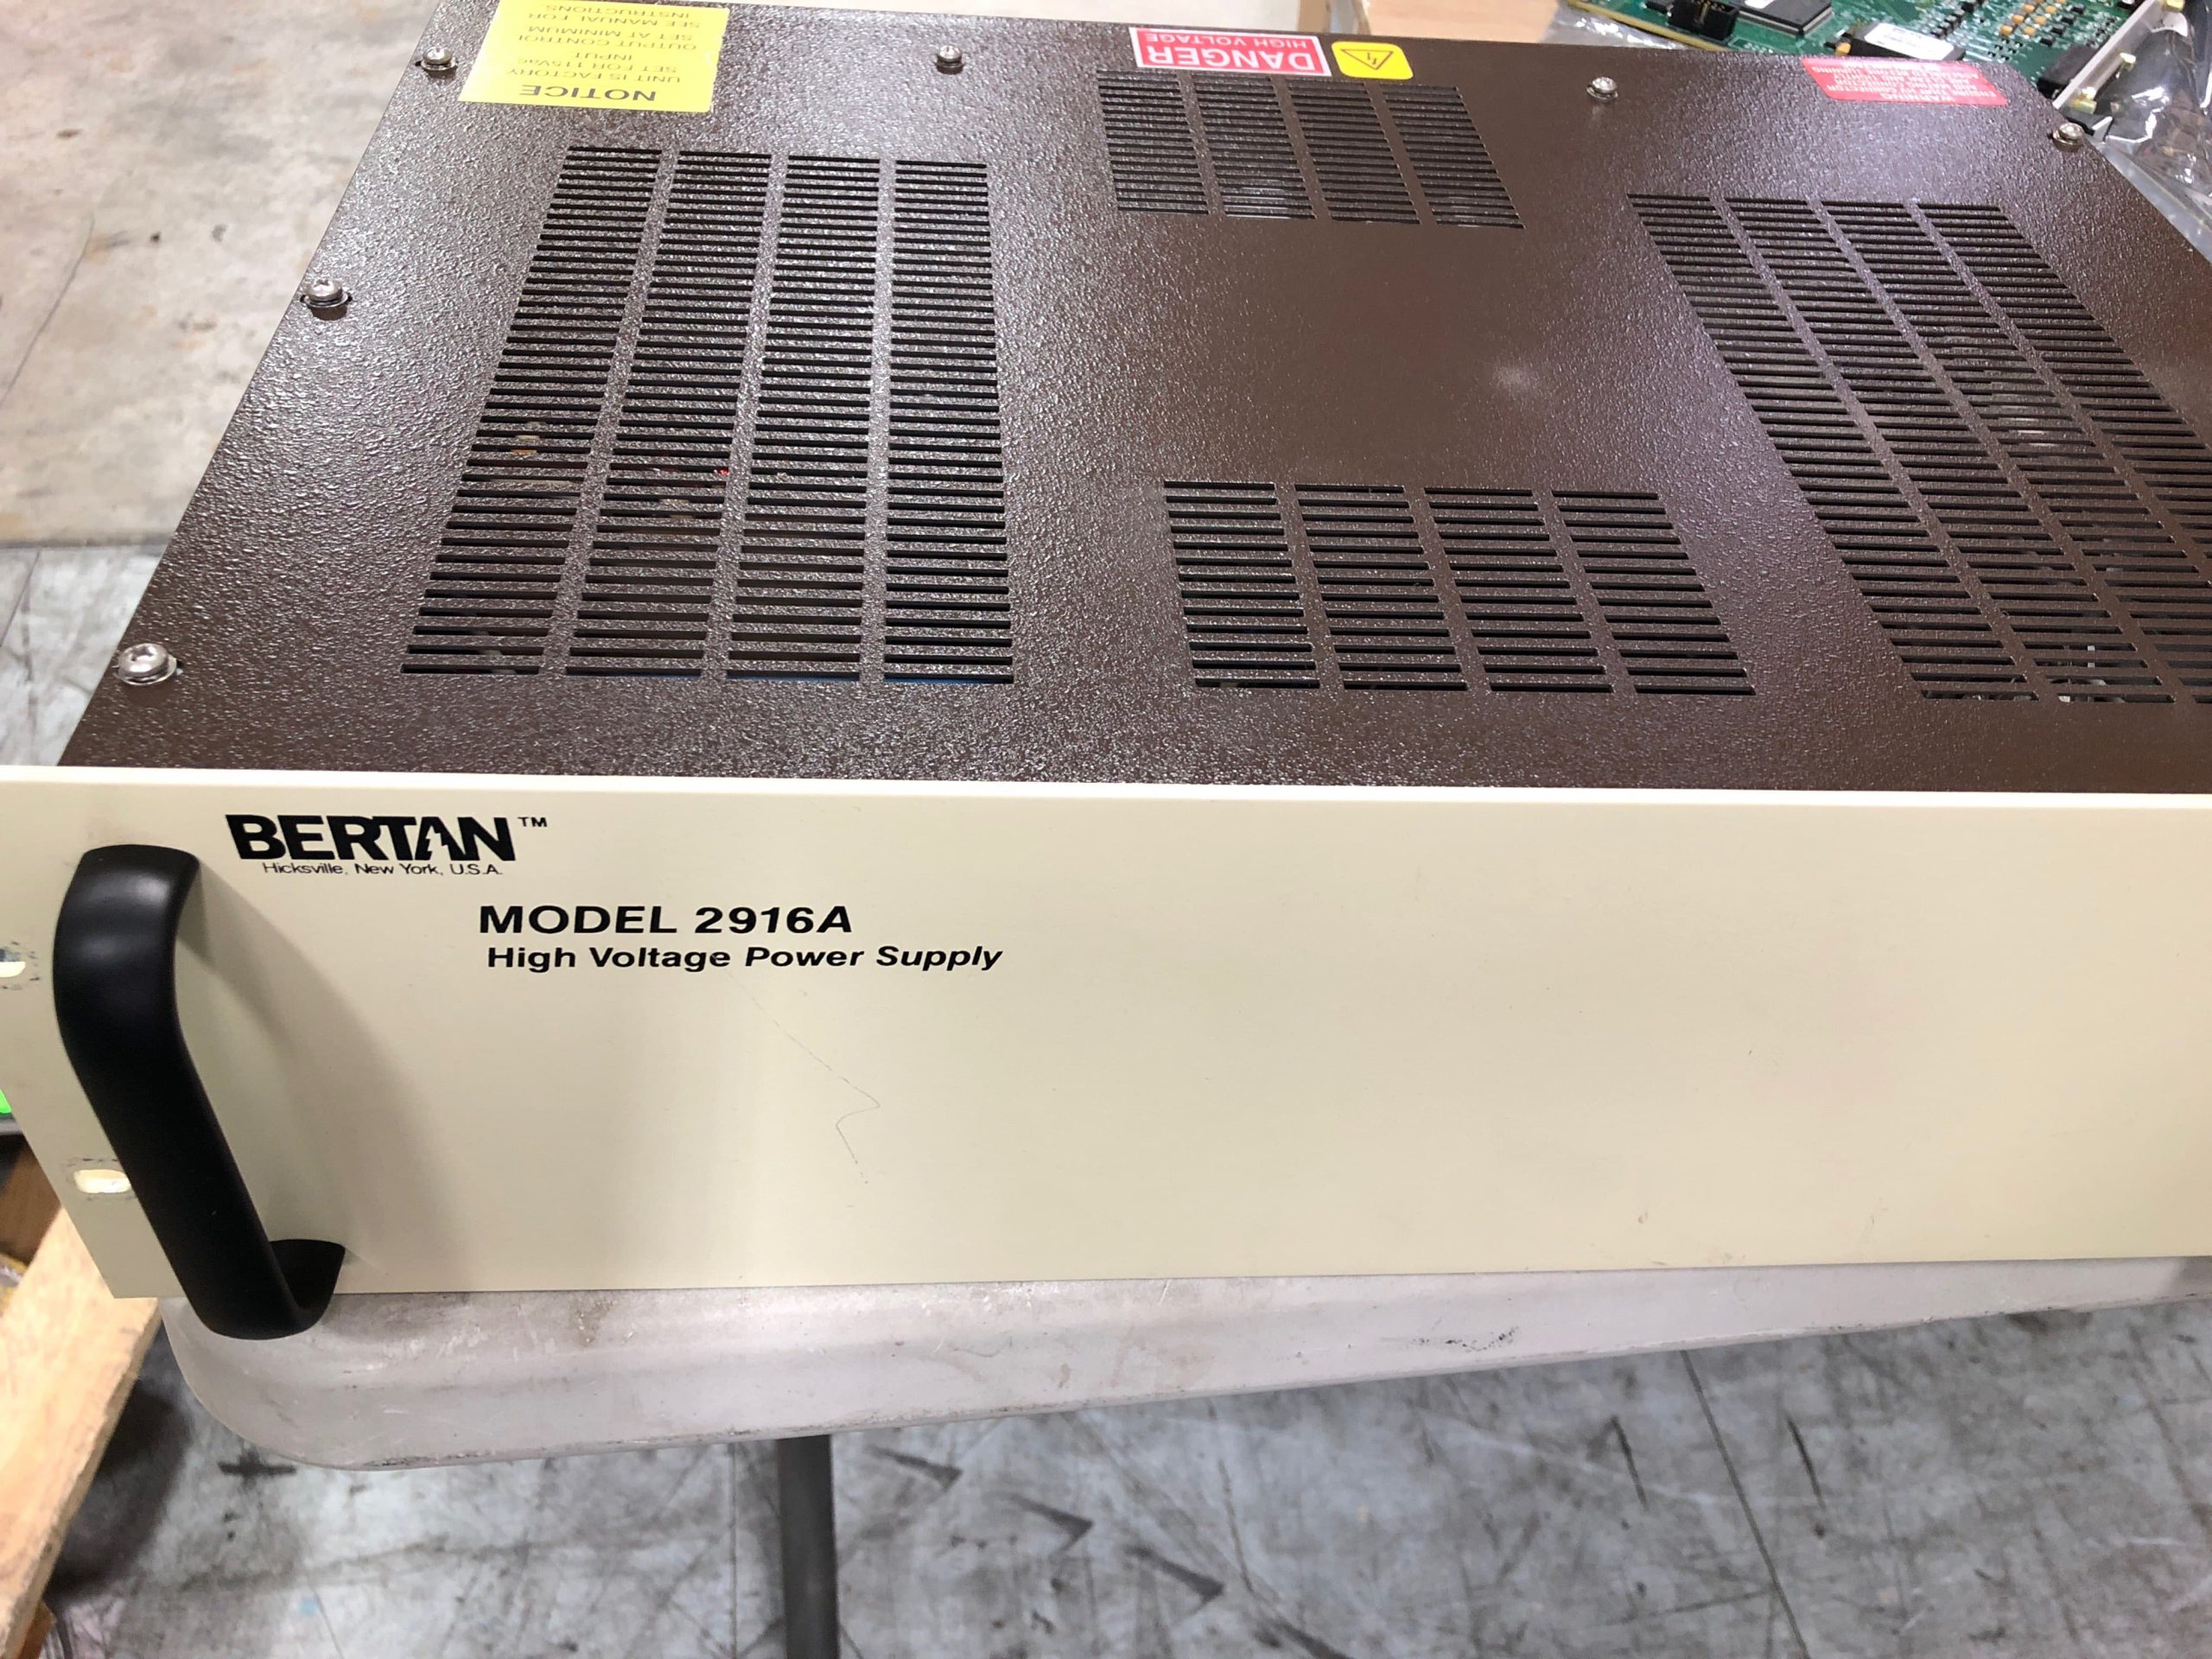 NOTICE
UNIT IS FACTORY
SET FOR 115Vac
INPUT
OUTPUT CONTROL
SET AT MINIMUM
SEE MANUAL FOR
INSTRUCTIONS
DANGER
HIGH VOLTAGE
WARNING
BERTAN™
Hicksville, New York, U.S.A.
MODEL 2916A
High Voltage Power Supply